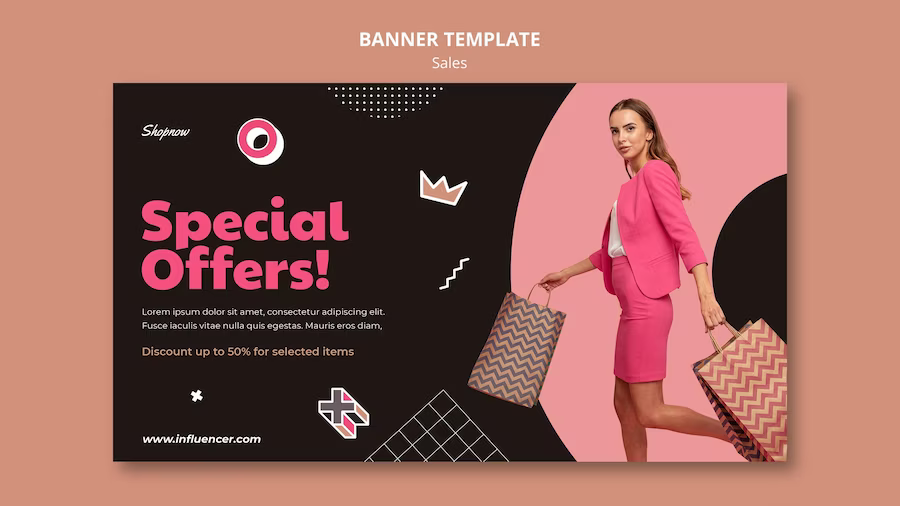 BANNER TEMPLATE
Sales
Shopnow
Special
Offers!
Lorem ipsum dolor sit amet, consectetur adipiscing elit.
Fusce iaculis vitae nulla quis egestas. Mauris eros diam,
Discount up to 50% for selected items
www.influencer.com